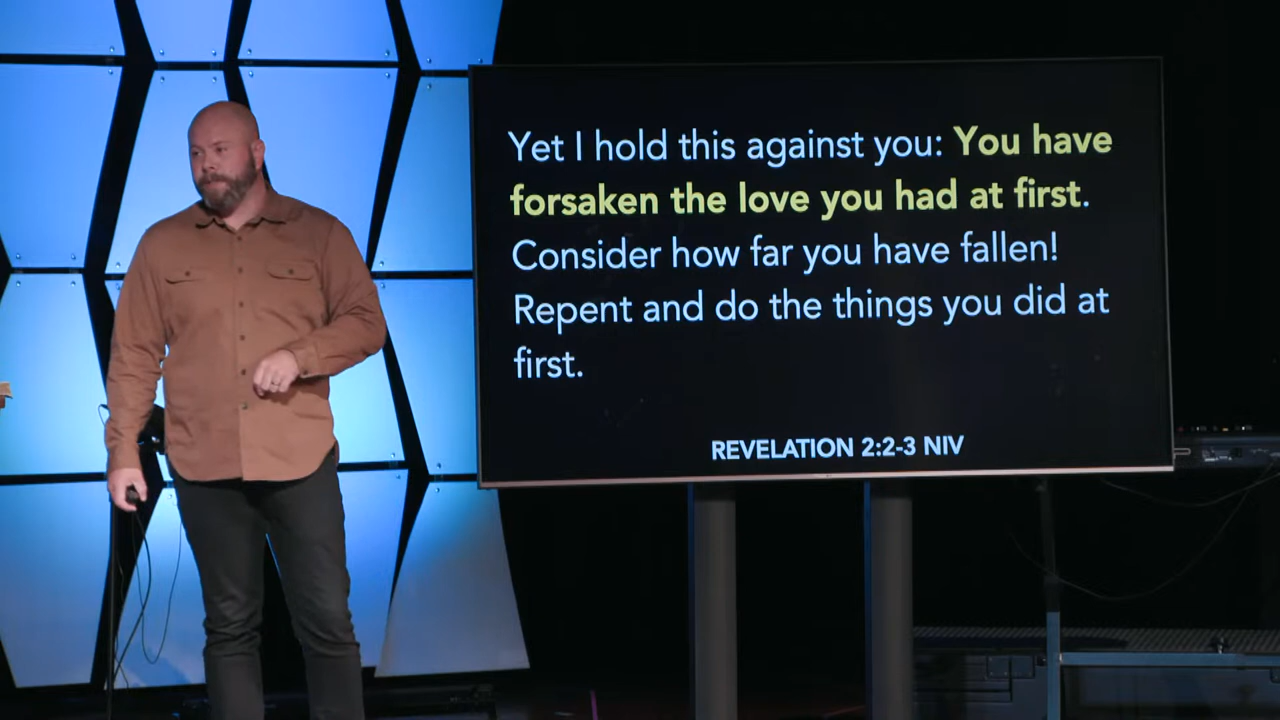 Yet I hold this against you: You have
forsaken the love you had at first.
Consider how far you have fallen!
Repent and do the things you did at
first.
REVELATION 2:2-3 NIV